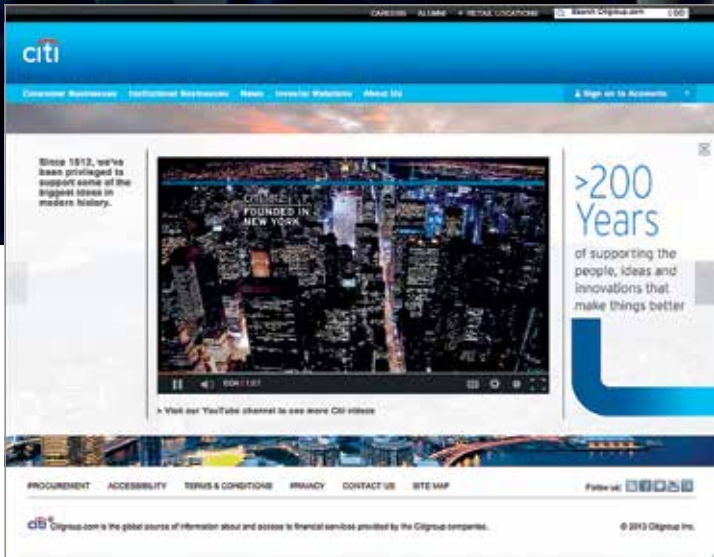 CAREERS ALUMNI + RETAIL LOCATIONS Search Citigroup.com GO
citi
Consumer Businesses Institutional Businesses News Investor Relations About Us Sign on to Accounts
Since 1812, we've
been privileged to
support some of the
biggest ideas in
modern history.
FOUNDED IN
NEW YORK
>200
Years
of supporting the
people, ideas and
innovations that
make things better
0:04 / 1:01
> Visit our YouTube channel to see more Citi videos
PROCUREMENT ACCESSIBILITY TERMS & CONDITIONS PRIVACY CONTACT US SITE MAP Follow us:
citi Citigroup.com is the global source of information about and access to financial services provided by the Citigroup companies. © 2013 Citigroup Inc.